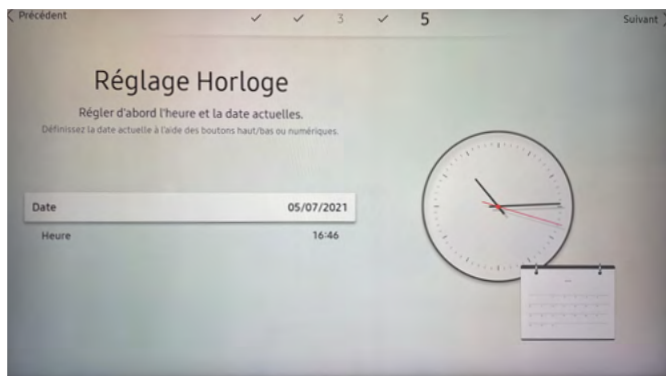 Précédent
3
5
Suivant
Réglage Horloge
Régler d'abord l'heure et la date actuelles.
Définissez la date actuelle à l'aide des boutons haut/bas ou numériques.
Date 05/07/2021
Heure 16:46